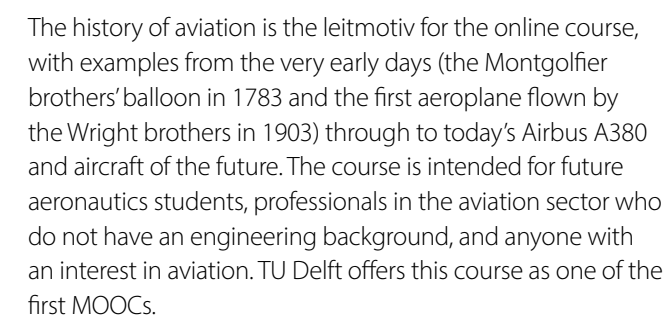 The history of aviation is the leitmotiv for the online course,
with examples from the very early days (the Montgolfier
brothers’ balloon in 1783 and the first aeroplane flown by
the Wright brothers in 1903) through to today’s Airbus A380
and aircraft of the future. The course is intended for future
aeronautics students, professionals in the aviation sector who
do not have an engineering background, and anyone with
an interest in aviation. TU Delft offers this course as one of the
first MOOCs.